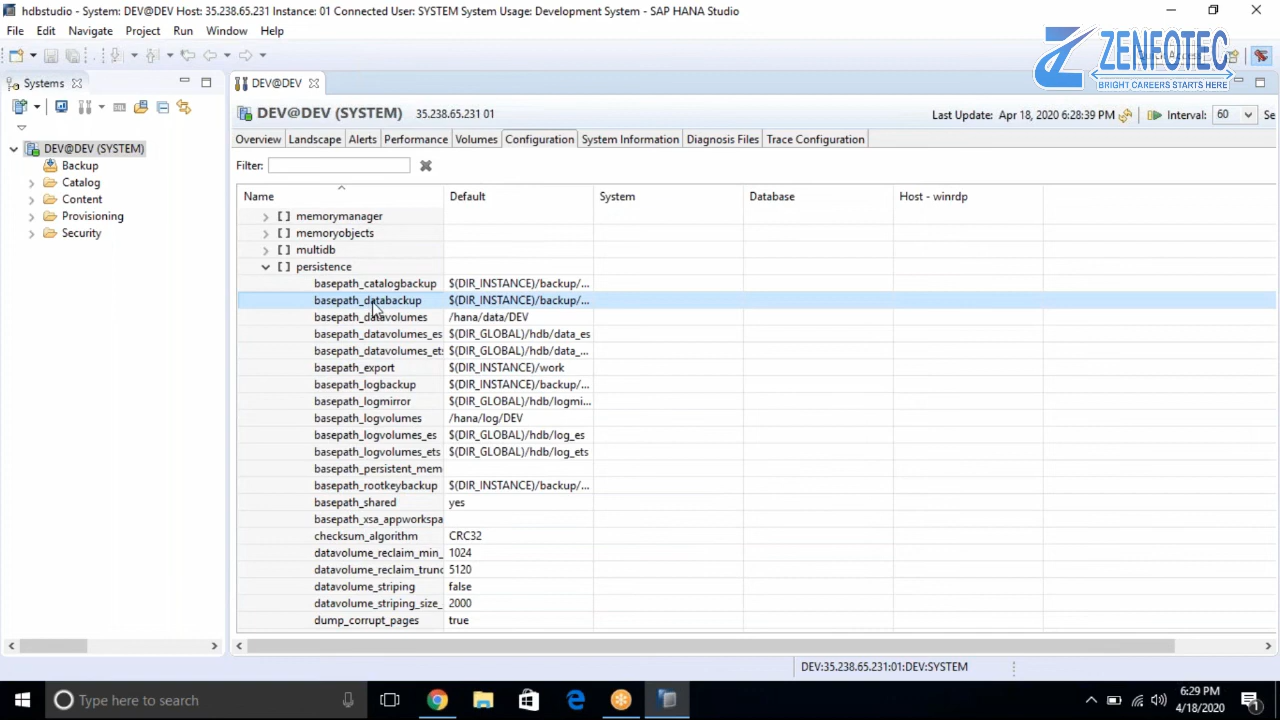 hdbstudio - System: DEV@DEV Host: 35.238.65.231 Instance: 01 Connected User: SYSTEM System Usage: Development System - SAP HANA Studio
File Edit Navigate Project Run Window Help
ZENFOTEC
BRIGHT CAREERS STARTS HERE
Systems
DEV@DEV (SYSTEM)
Backup
Catalog
Content
Provisioning
Security
DEV@DEV
DEV@DEV (SYSTEM) 35.238.65.231 01
Last Update: Apr 18, 2020 6:28:39 PM Interval: 60 Se
Overview Landscape Alerts Performance Volumes Configuration System Information Diagnosis Files Trace Configuration
Filter:
Name Default System Database Host - winrdp
[ ] memorymanager
[ ] memoryobjects
[ ] multidb
[ ] persistence
basepath_catalogbackup $(DIR_INSTANCE)/backup/...
basepath_databackup $(DIR_INSTANCE)/backup/...
basepath_datavolumes /hana/data/DEV
basepath_datavolumes_es $(DIR_GLOBAL)/hdb/data_es
basepath_datavolumes_ets $(DIR_GLOBAL)/hdb/data_...
basepath_export $(DIR_INSTANCE)/work
basepath_logbackup $(DIR_INSTANCE)/backup/...
basepath_logmirror $(DIR_GLOBAL)/hdb/logmi...
basepath_logvolumes /hana/log/DEV
basepath_logvolumes_es $(DIR_GLOBAL)/hdb/log_es
basepath_logvolumes_ets $(DIR_GLOBAL)/hdb/log_ets
basepath_persistent_mem
basepath_rootkeybackup $(DIR_INSTANCE)/backup/...
basepath_shared yes
basepath_xsa_appworkspa
checksum_algorithm CRC32
datavolume_reclaim_min_ 1024
datavolume_reclaim_trunc 5120
datavolume_striping false
datavolume_striping_size_ 2000
dump_corrupt_pages true
DEV:35.238.65.231:01:DEV:SYSTEM
Type here to search
6:29 PM
4/18/2020
1